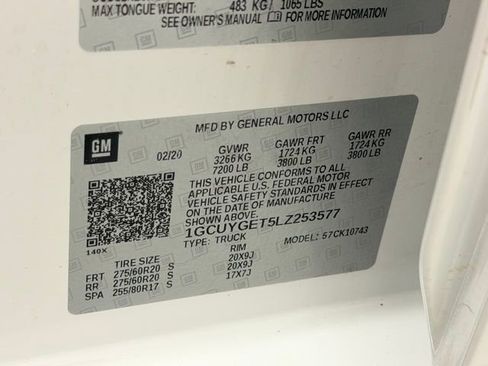 MAX TONGUE WEIGHT: 483 KG / 1065 LBS
SEE OWNER'S MANUAL FOR MORE INFORMATION
MFD BY GENERAL MOTORS LLC
GM
02/20 GVWR GAWR FRT GAWR RR
3266 KG 1724 KG 1724 KG
7200 LB 3800 LB 3800 LB
THIS VEHICLE CONFORMS TO ALL
APPLICABLE U.S. FEDERAL MOTOR
VEHICLE SAFETY STANDARDS IN EFFECT
ON THE DATE OF MANUFACTURE
SHOWN ABOVE.
1GCUYGET5LZ253577
TYPE: TRUCK MODEL: 57CK10743
140X
TIRE SIZE RIM
FRT 275/60R20 S 20X9J
RR 275/60R20 S 20X9J
SPA 255/80R17 S 17X7J